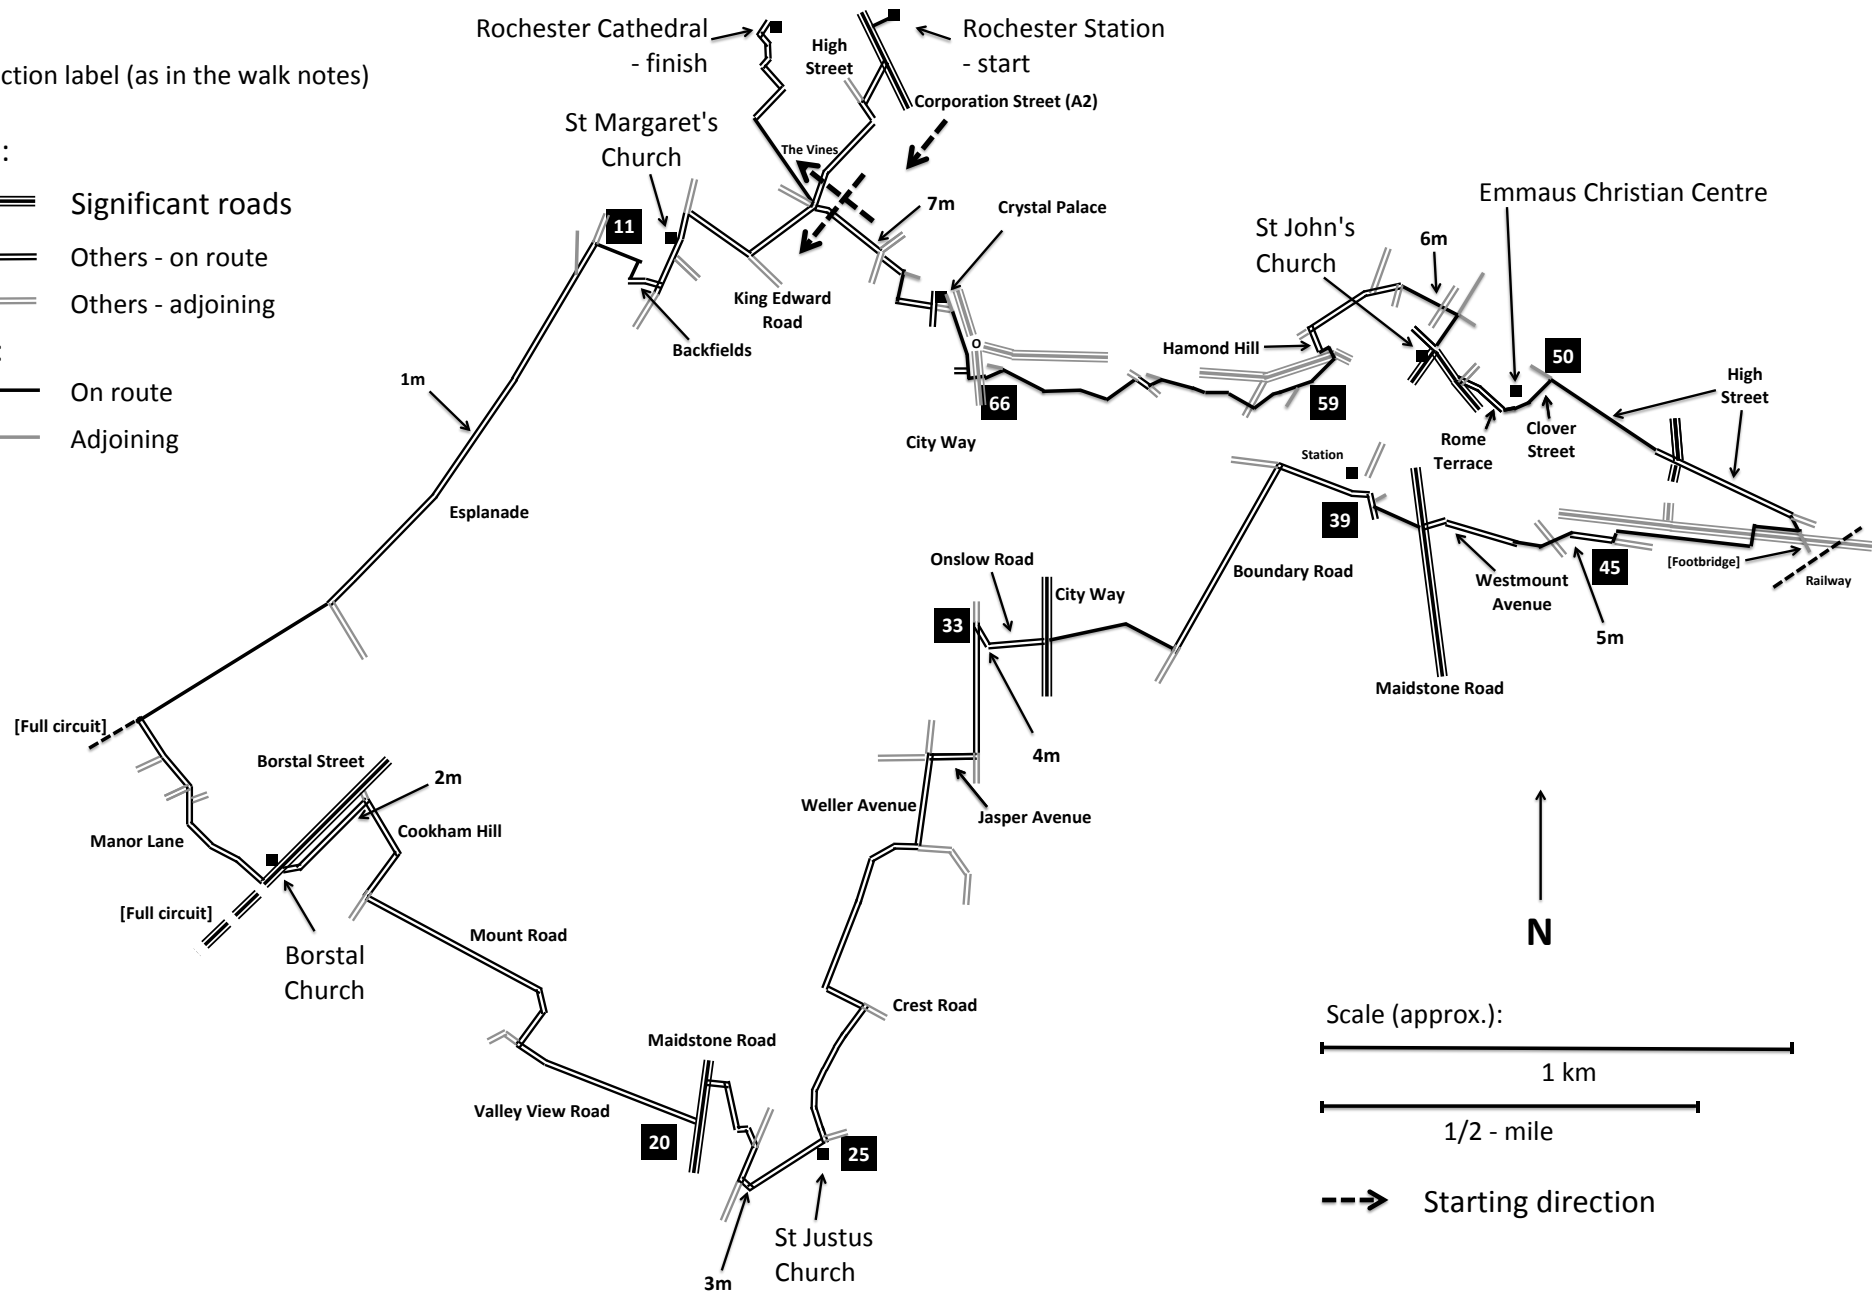 Rochester Cathedral
- finish
High
Street
Rochester Station
- start
Corporation Street (A2)
ction label (as in the walk notes)
:
Significant roads
Others - on route
Others - adjoining
:
On route
Adjoining
St Margaret's
Church
The Vines
11
7m
Crystal Palace
King Edward
Road
Backfields
1m
Esplanade
O
66
City Way
Emmaus Christian Centre
St John's
Church
6m
Hamond Hill
59
50
High
Street
Rome
Terrace
Clover
Street
Station
39
Boundary Road
Westmount
Avenue
45
[Footbridge]
Railway
5m
Maidstone Road
Onslow Road
City Way
33
4m
Weller Avenue
Jasper Avenue
[Full circuit]
Borstal Street
2m
Manor Lane
Cookham Hill
[Full circuit]
Borstal
Church
Mount Road
Crest Road
Maidstone Road
Valley View Road
20
25
St Justus
Church
3m
N
Scale (approx.):
1 km
1/2 - mile
Starting direction